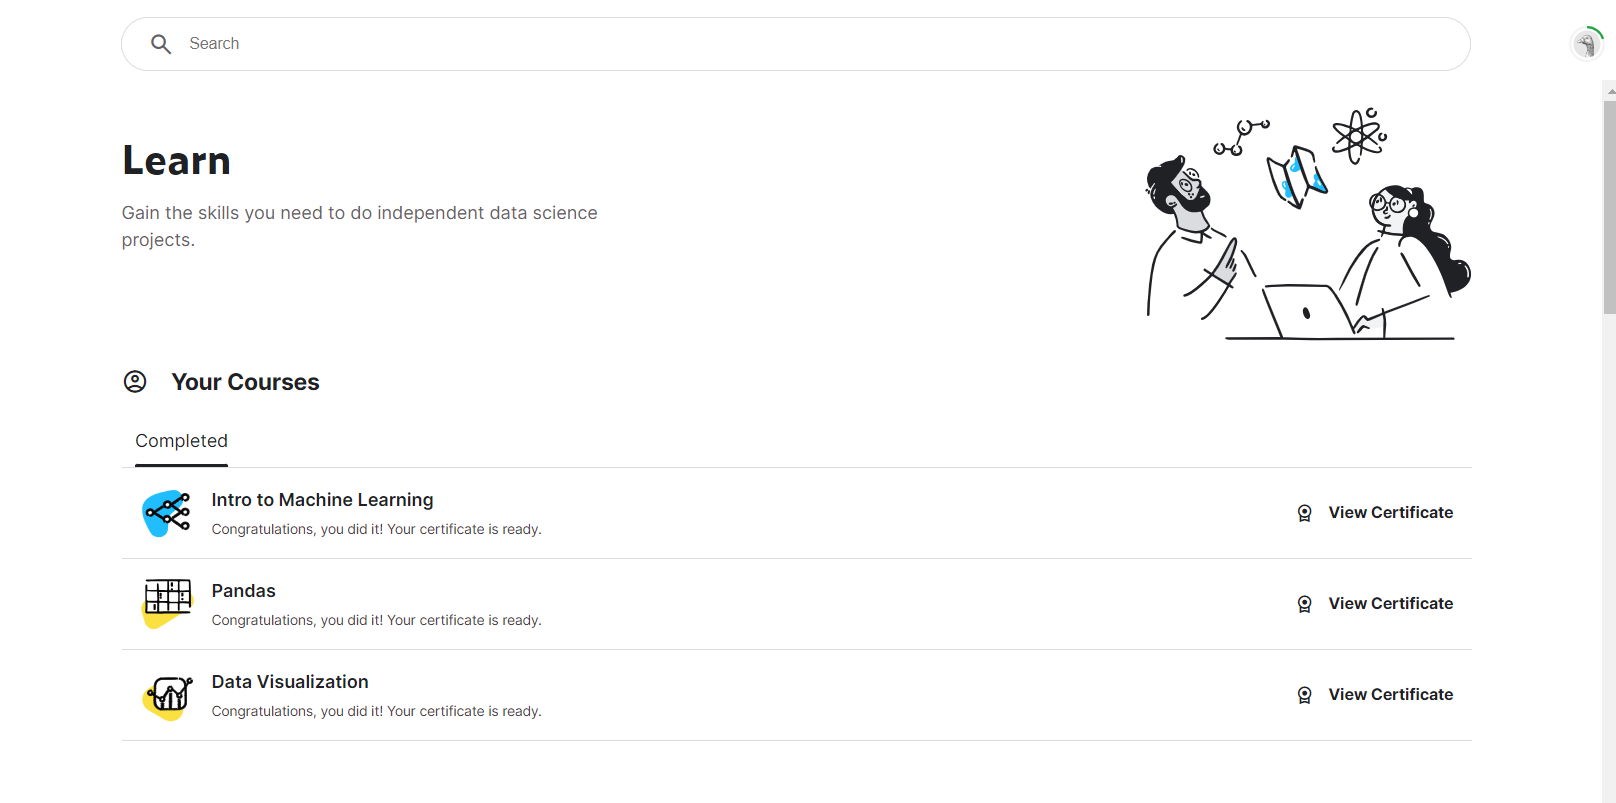 Search
Learn
Gain the skills you need to do independent data science
projects.
Your Courses
Completed
Intro to Machine Learning
Congratulations, you did it! Your certificate is ready.
View Certificate
Pandas
Congratulations, you did it! Your certificate is ready.
View Certificate
Data Visualization
Congratulations, you did it! Your certificate is ready.
View Certificate